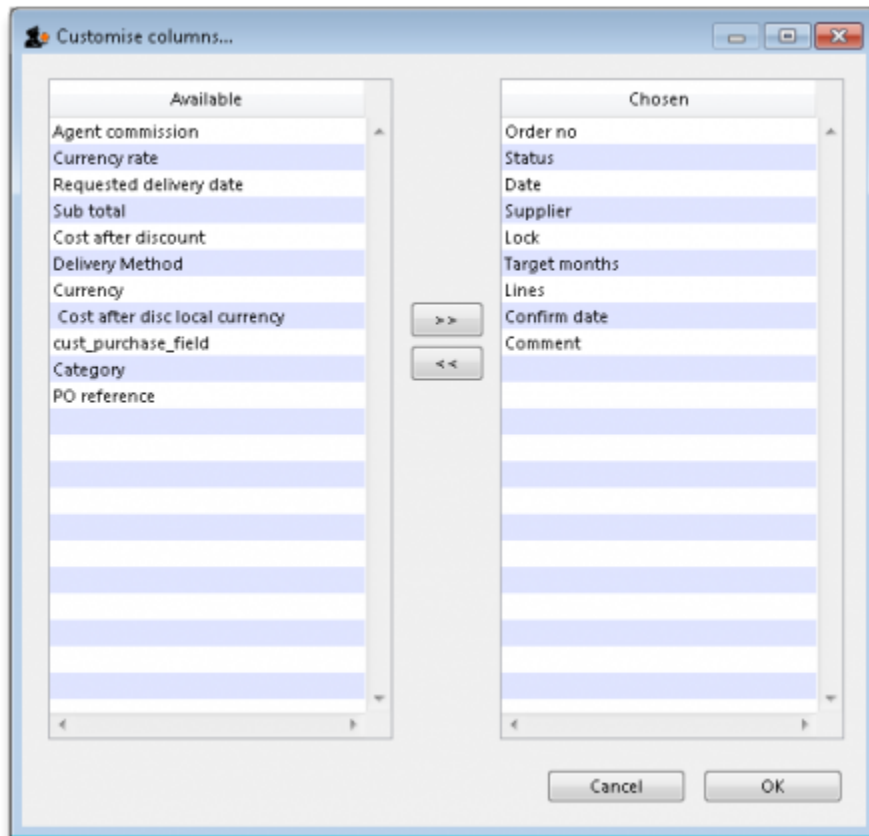 Customise columns...
Available
Agent commission
Currency rate
Requested delivery date
Sub total
Cost after discount
Delivery Method
Currency
Cost after disc local currency
cust_purchase_field
Category
PO reference
>>
<<
Chosen
Order no
Status
Date
Supplier
Lock
Target months
Lines
Confirm date
Comment
Cancel
OK